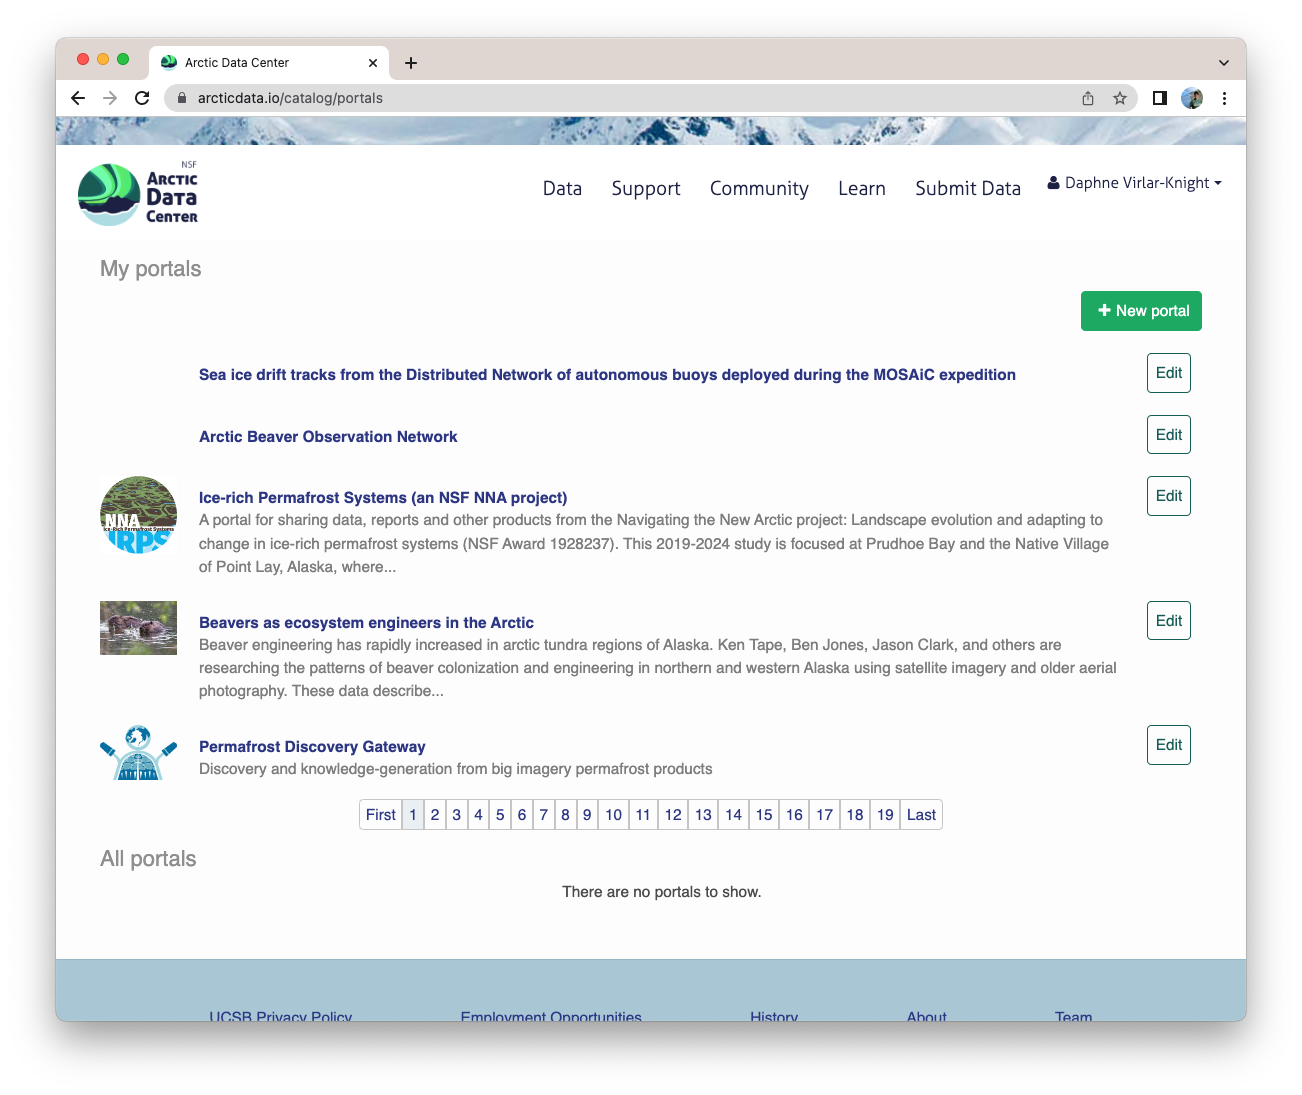 Arctic Data Center
arcticdata.io/catalog/portals
NSF
ARCTIC
DATA
CENTER
Data Support Community Learn Submit Data Daphne Virlar-Knight
My portals
New portal
Sea ice drift tracks from the Distributed Network of autonomous buoys deployed during the MOSAiC expedition Edit
Arctic Beaver Observation Network Edit
NNA
Ice-Rich Permafrost Systems
IRPS
Ice-rich Permafrost Systems (an NSF NNA project) Edit
A portal for sharing data, reports and other products from the Navigating the New Arctic project: Landscape evolution and adapting to
change in ice-rich permafrost systems (NSF Award 1928237). This 2019-2024 study is focused at Prudhoe Bay and the Native Village
of Point Lay, Alaska, where...
Beavers as ecosystem engineers in the Arctic Edit
Beaver engineering has rapidly increased in arctic tundra regions of Alaska. Ken Tape, Ben Jones, Jason Clark, and others are
researching the patterns of beaver colonization and engineering in northern and western Alaska using satellite imagery and older aerial
photography. These data describe...
Permafrost Discovery Gateway Edit
Discovery and knowledge-generation from big imagery permafrost products
First 1 2 3 4 5 6 7 8 9 10 11 12 13 14 15 16 17 18 19 Last
All portals
There are no portals to show.
UCSB Privacy Policy Employment Opportunities History About Team